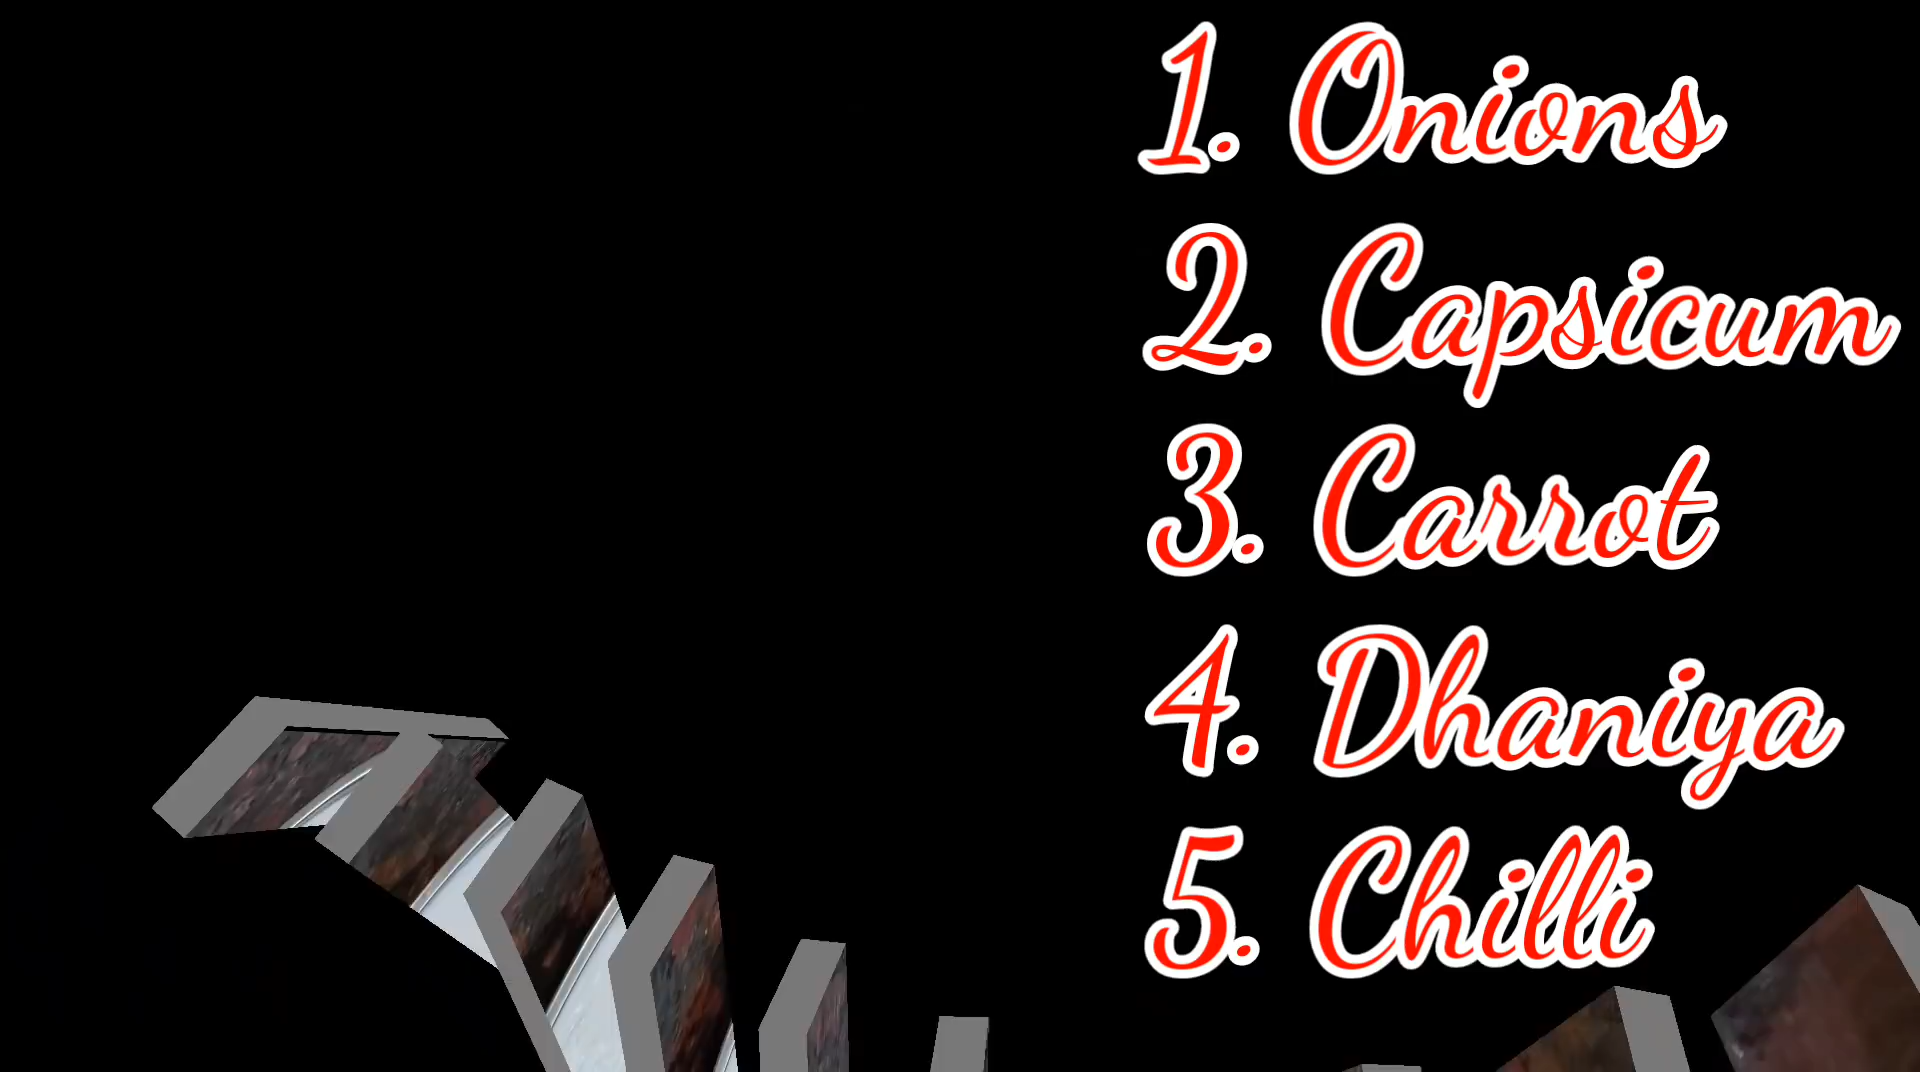 1. Onions
2. Capsicum
3. Carrot
4. Dhaniya
5. Chilli